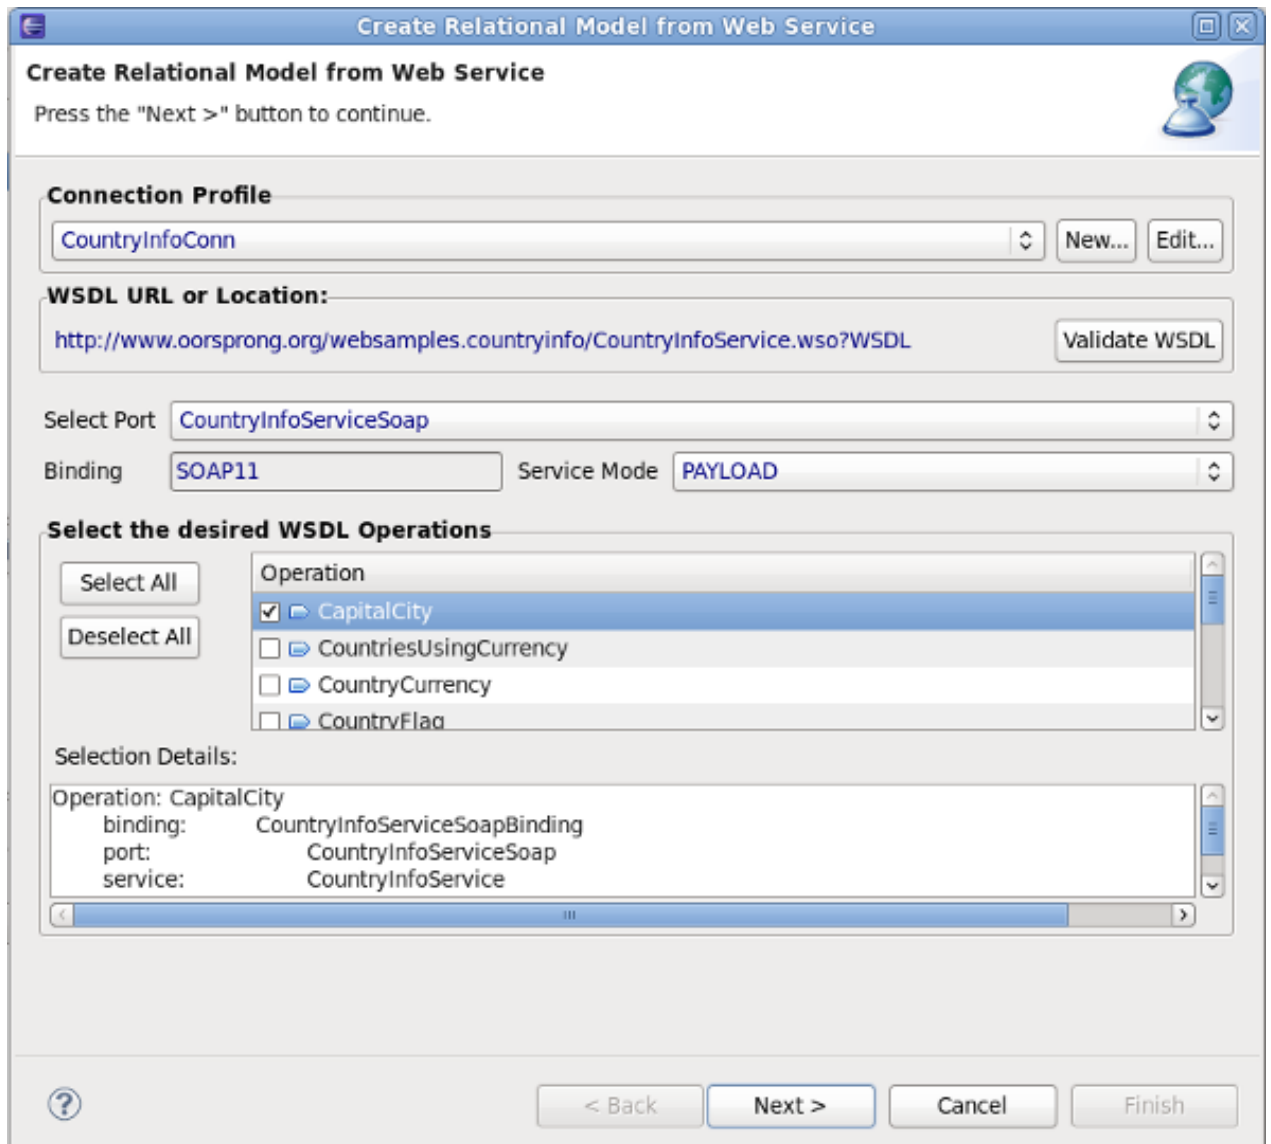 Create Relational Model from Web Service
Create Relational Model from Web Service
Press the "Next >" button to continue.
Connection Profile
CountryInfoConn New... Edit...
WSDL URL or Location:
http://www.oorsprong.org/websamples.countryinfo/CountryInfoService.wso?WSDL Validate WSDL
Select Port CountryInfoServiceSoap
Binding SOAP11 Service Mode PAYLOAD
Select the desired WSDL Operations
Select All
Deselect All
Operation
CapitalCity
CountriesUsingCurrency
CountryCurrency
CountryFlag
Selection Details:
Operation: CapitalCity
binding: CountryInfoServiceSoapBinding
port: CountryInfoServiceSoap
service: CountryInfoService
? < Back Next > Cancel Finish